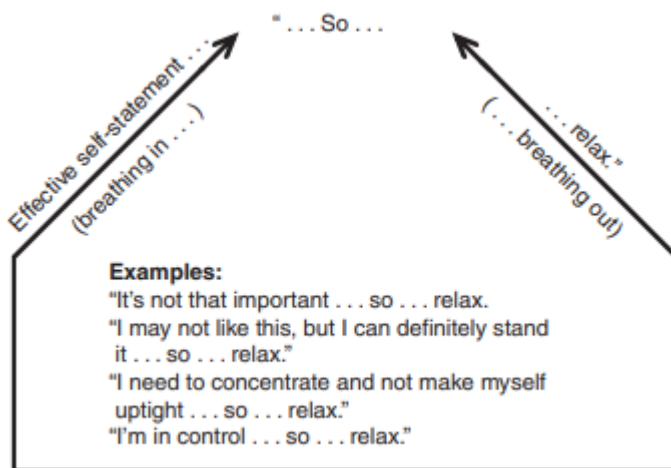 “ . . . So . . .
Effective self-statement . . .
(breathing in . . .)
. . . relax.”
(. . . breathing out)
Examples:
“It’s not that important . . . so . . . relax.
“I may not like this, but I can definitely stand
it . . . so . . . relax.”
“I need to concentrate and not make myself
uptight . . . so . . . relax.”
“I’m in control . . . so . . . relax.”